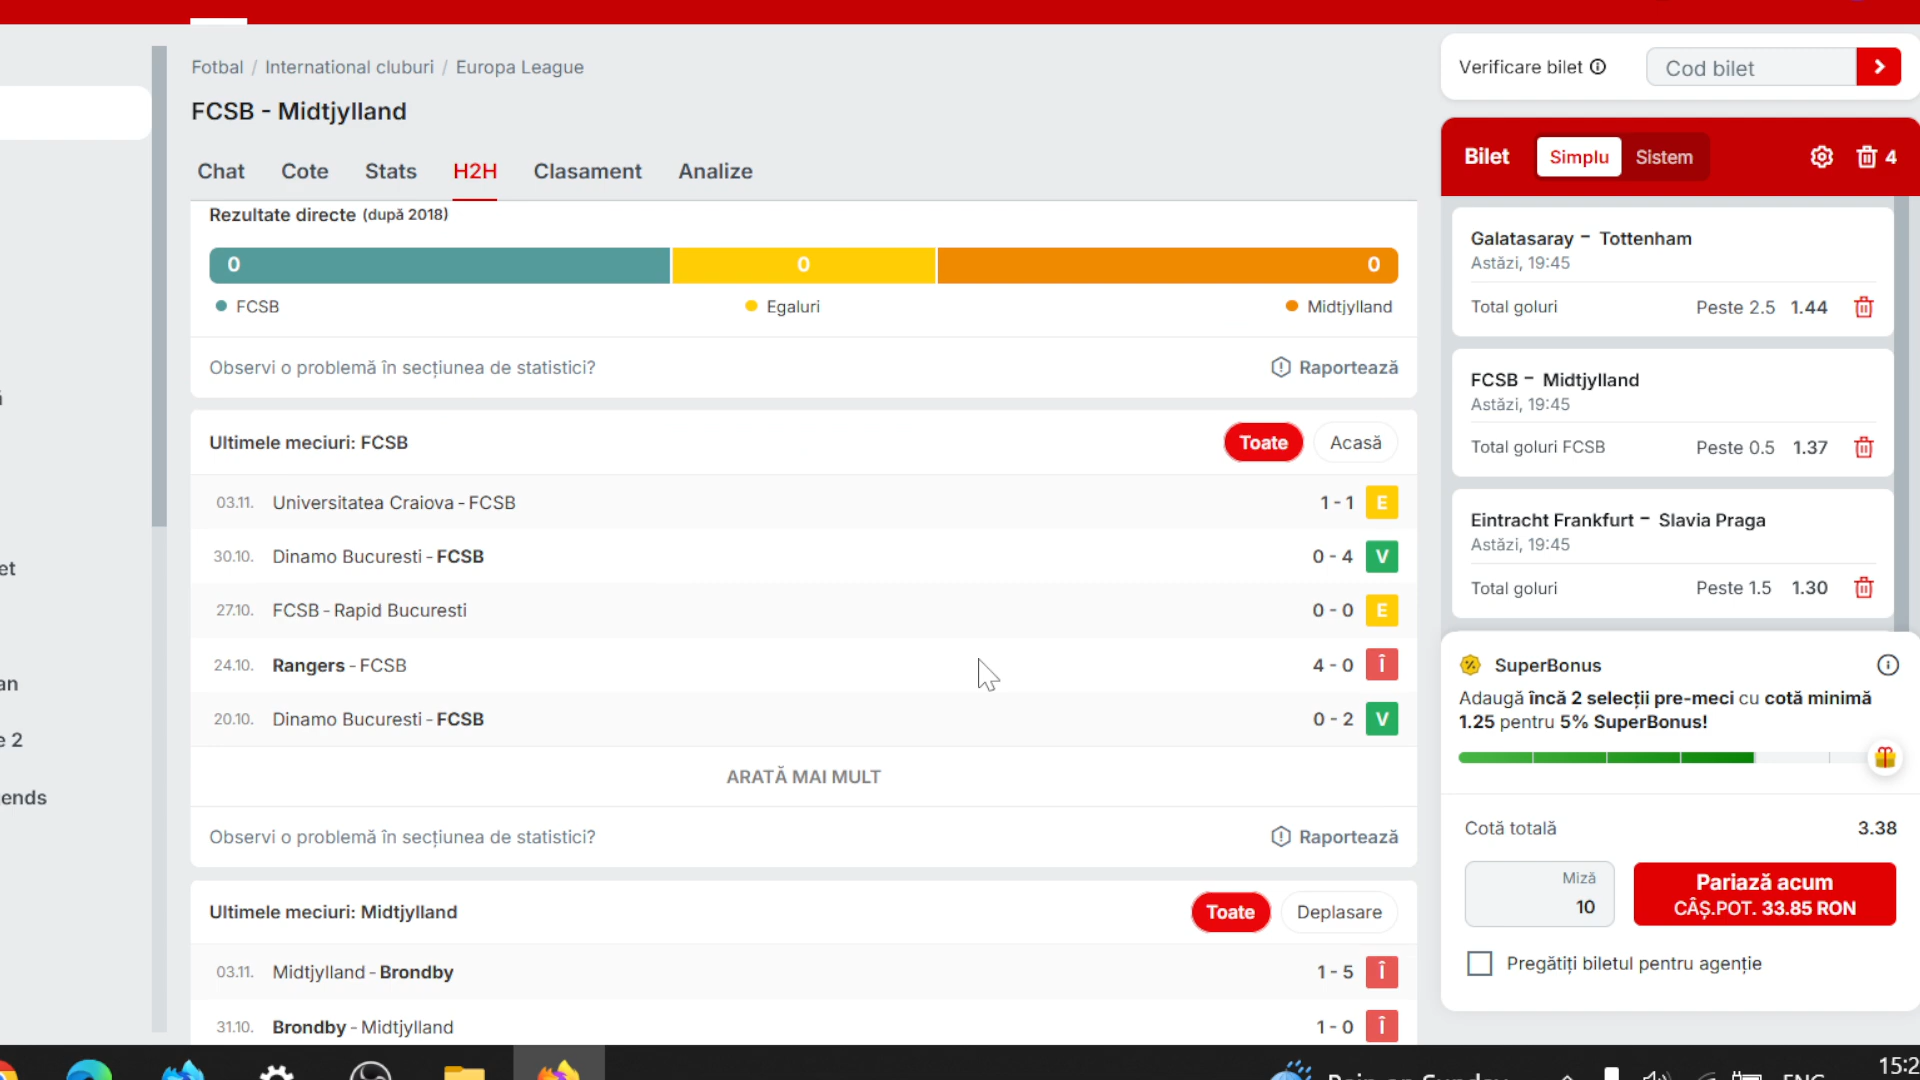 Fotbal / International cluburi / Europa League
FCSB - Midtjylland
Chat Cote Stats H2H Clasament Analize
Rezultate directe (după 2018)
0 0 0
FCSB Egaluri Midtjylland
Observi o problemă în secțiunea de statistici? Raportează
Ultimele meciuri: FCSB Toate Acasă
03.11. Universitatea Craiova - FCSB 1 - 1 E
30.10. Dinamo Bucuresti - FCSB 0 - 4 V
27.10. FCSB - Rapid Bucuresti 0 - 0 E
24.10. Rangers - FCSB 4 - 0 Î
20.10. Dinamo Bucuresti - FCSB 0 - 2 V
ARATĂ MAI MULT
Observi o problemă în secțiunea de statistici? Raportează
Ultimele meciuri: Midtjylland Toate Deplasare
03.11. Midtjylland - Brondby 1 - 5 Î
31.10. Brondby - Midtjylland 1 - 0 Î
et
an
e 2
ends
Verificare bilet Cod bilet
Bilet Simplu Sistem 4
Galatasaray - Tottenham
Astăzi, 19:45
Total goluri Peste 2.5 1.44
FCSB - Midtjylland
Astăzi, 19:45
Total goluri FCSB Peste 0.5 1.37
Eintracht Frankfurt - Slavia Praga
Astăzi, 19:45
Total goluri Peste 1.5 1.30
SuperBonus
Adaugă încă 2 selecții pre-meci cu cotă minimă
1.25 pentru 5% SuperBonus!
Cotă totală 3.38
Miză
10
Pariază acum
CÂȘ.POT. 33.85 RON
Pregătiți biletul pentru agenție
Rain on Sunday ENG 15:2